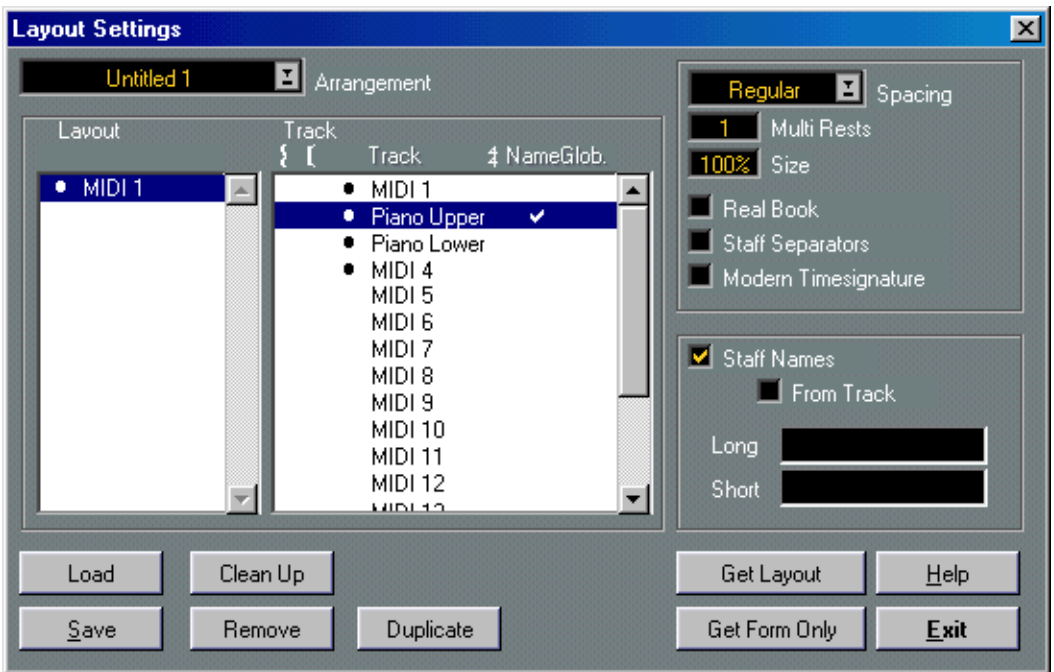 Layout Settings
Untitled 1 Arrangement
Layout
Track
{ [ Track NameGlob.
MIDI 1
MIDI 1
Piano Upper ✓
Piano Lower
MIDI 4
MIDI 5
MIDI 6
MIDI 7
MIDI 8
MIDI 9
MIDI 10
MIDI 11
MIDI 12
MIDI 13
Regular Spacing
1 Multi Rests
100% Size
Real Book
Staff Separators
Modern Timesignature
Staff Names
From Track
Long
Short
Load Clean Up
Save Remove Duplicate
Get Layout Help
Get Form Only Exit